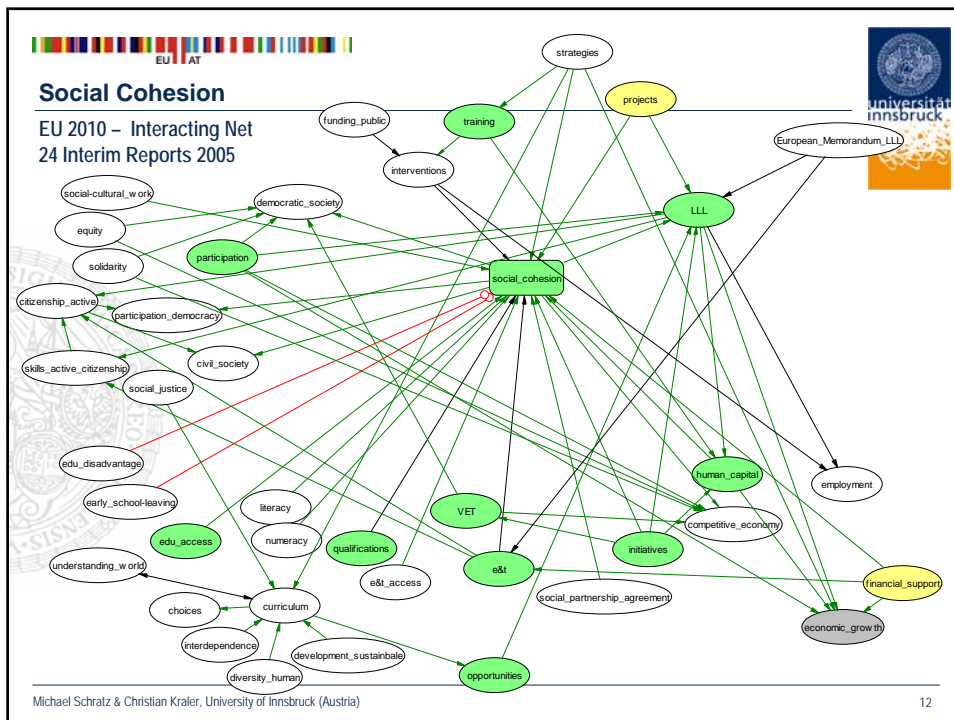 EU AT
Social Cohesion
EU 2010 – Interacting Net
24 Interim Reports 2005
universität
innsbruck
strategies
projects
funding_public
training
European_Memorandum_LLL
interventions
social-cultural_work
democratic_society
LLL
equity
participation
solidarity
social_cohesion
citizenship_active
participation_democracy
civil_society
skills_active_citizenship
social_justice
edu_disadvantage
human_capital
employment
early_school-leaving
literacy
VET
competitive_economy
numeracy
edu_access
qualifications
initiatives
understanding_world
e&t
e&t_access
financial_support
social_partnership_agreement
choices
curriculum
economic_growth
interdependence
development_sustainbale
diversity_human
opportunities
Michael Schratz & Christian Kraler, University of Innsbruck (Austria)
12